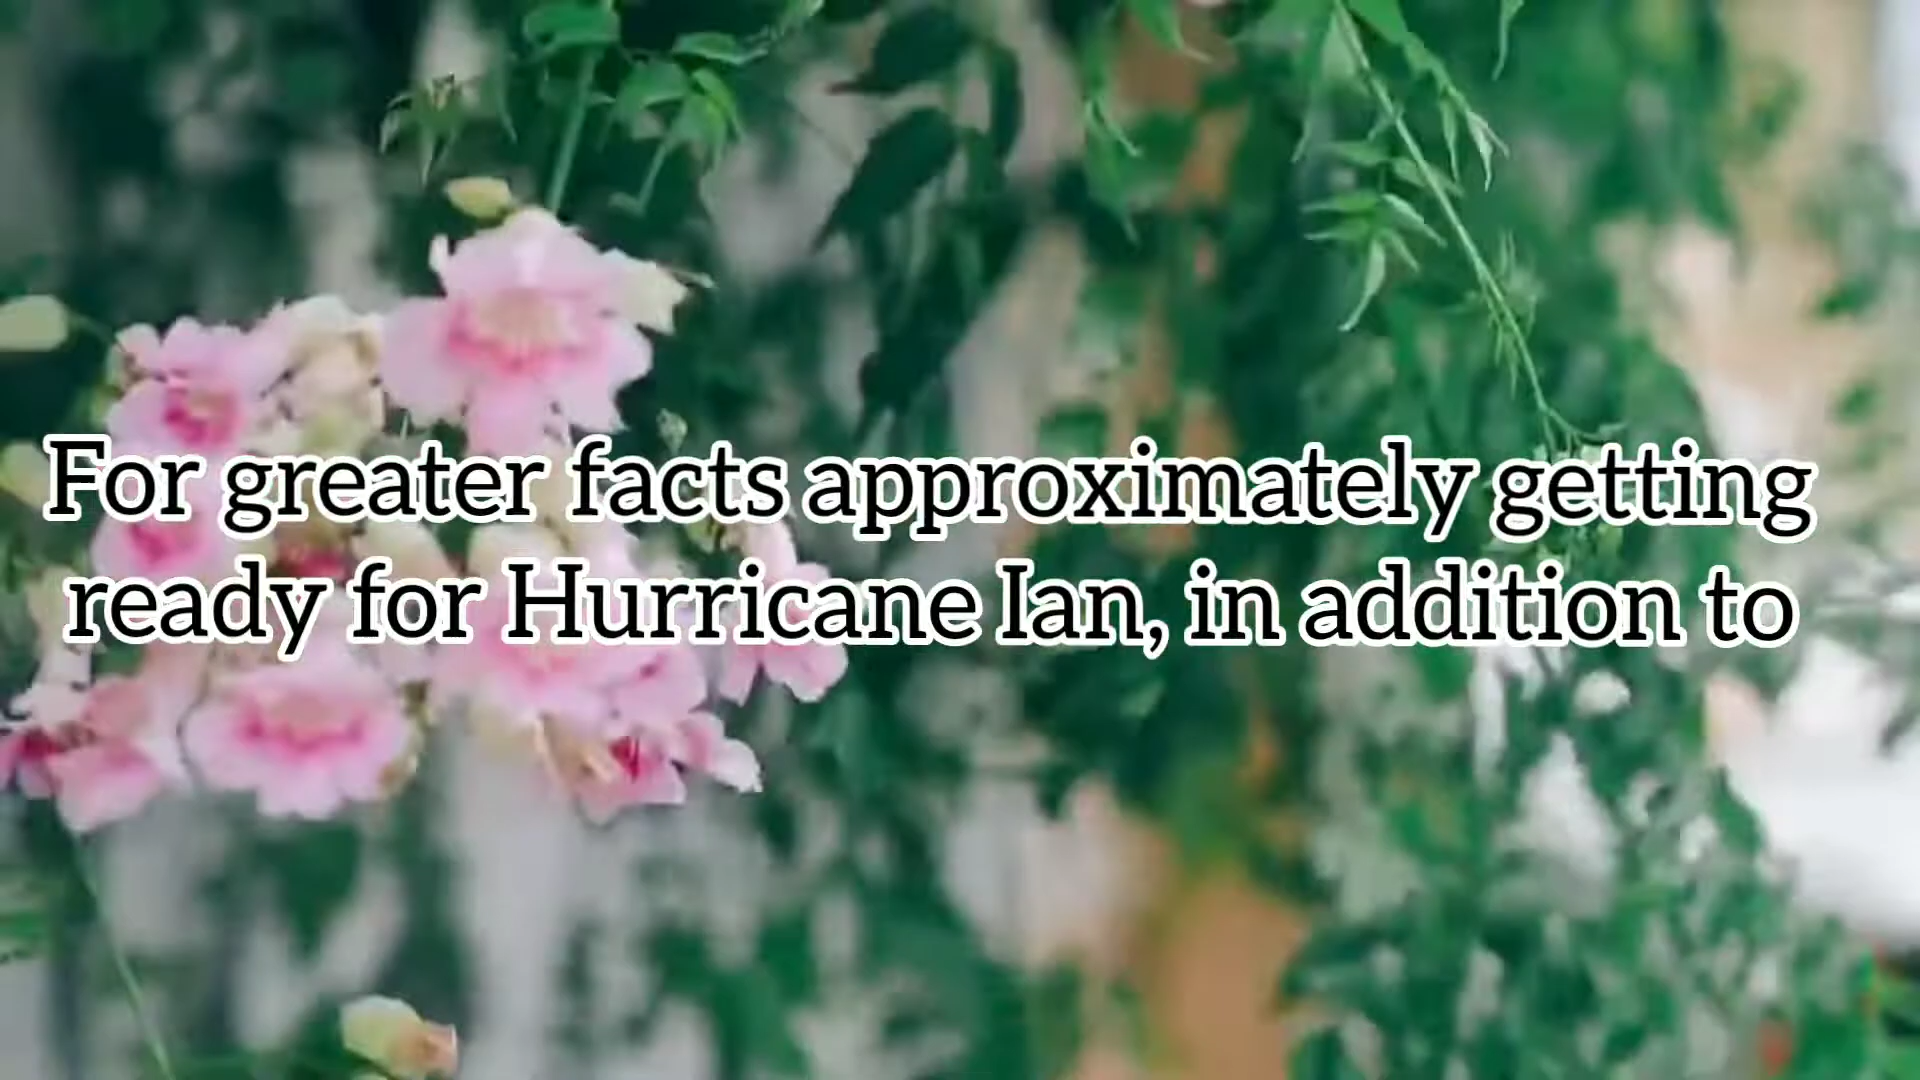 For greater facts approximately getting
ready for Hurricane Ian, in addition to